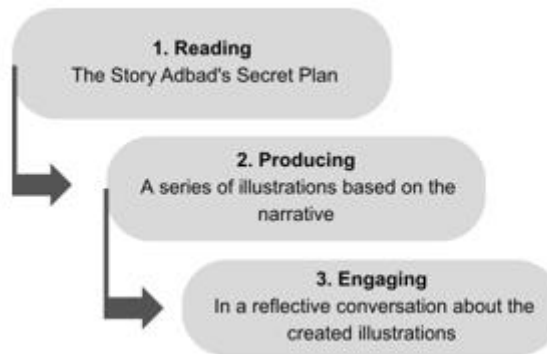 1. Reading
The Story Adbad's Secret Plan
2. Producing
A series of illustrations based on the
narrative
3. Engaging
In a reflective conversation about the
created illustrations